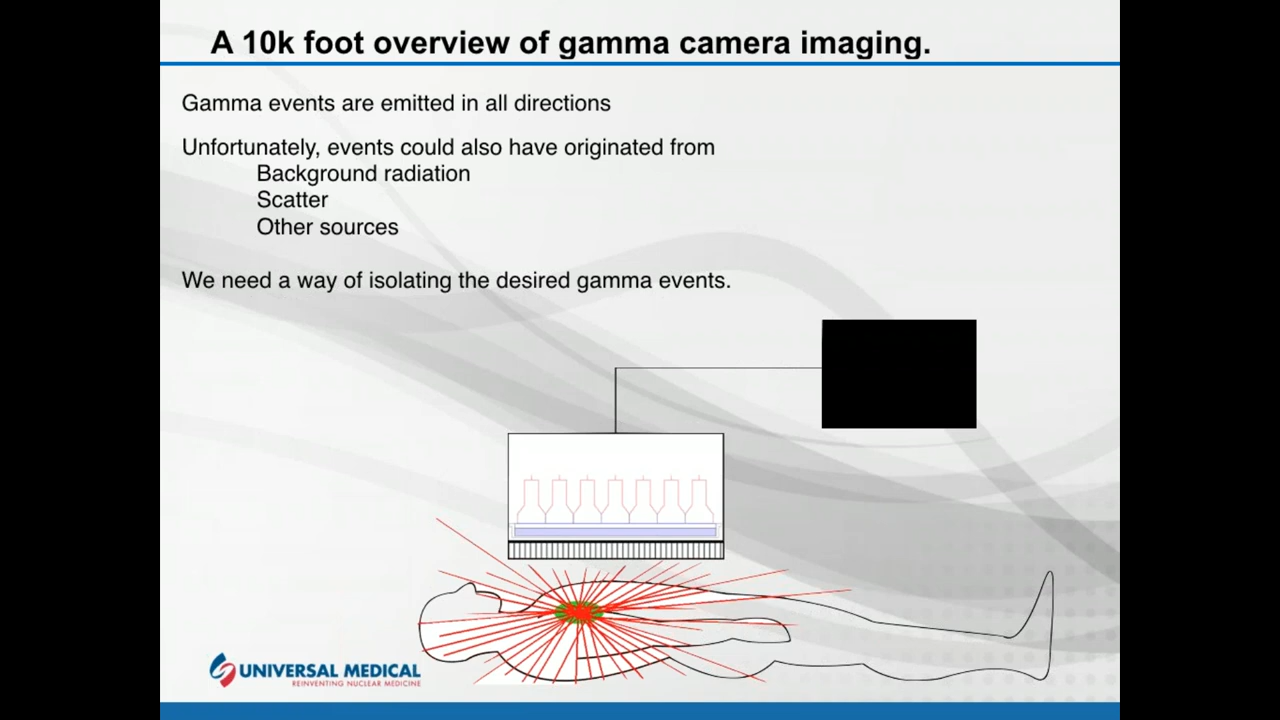 A 10k foot overview of gamma camera imaging.
Gamma events are emitted in all directions
Unfortunately, events could also have originated from
Background radiation
Scatter
Other sources
We need a way of isolating the desired gamma events.
UNIVERSAL MEDICAL
REINVENTING NUCLEAR MEDICINE